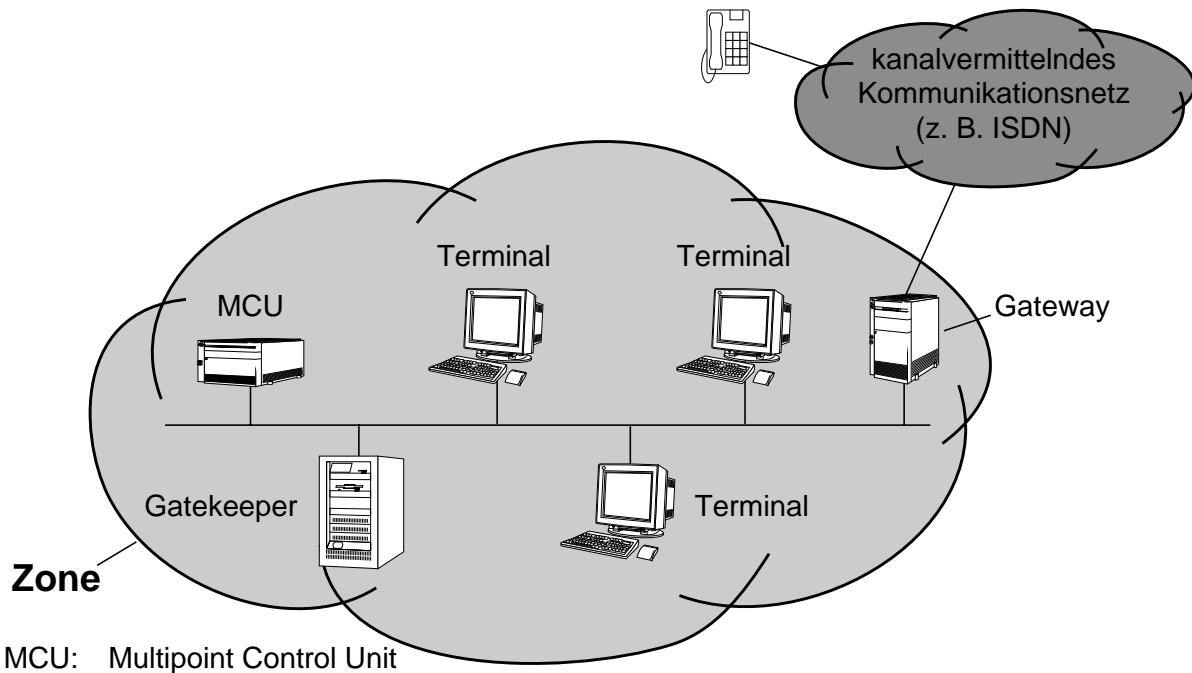 kanalvermittelndes
Kommunikationsnetz
(z. B. ISDN)
Terminal
Terminal
MCU
Gateway
Gatekeeper
Terminal
Zone
MCU: Multipoint Control Unit